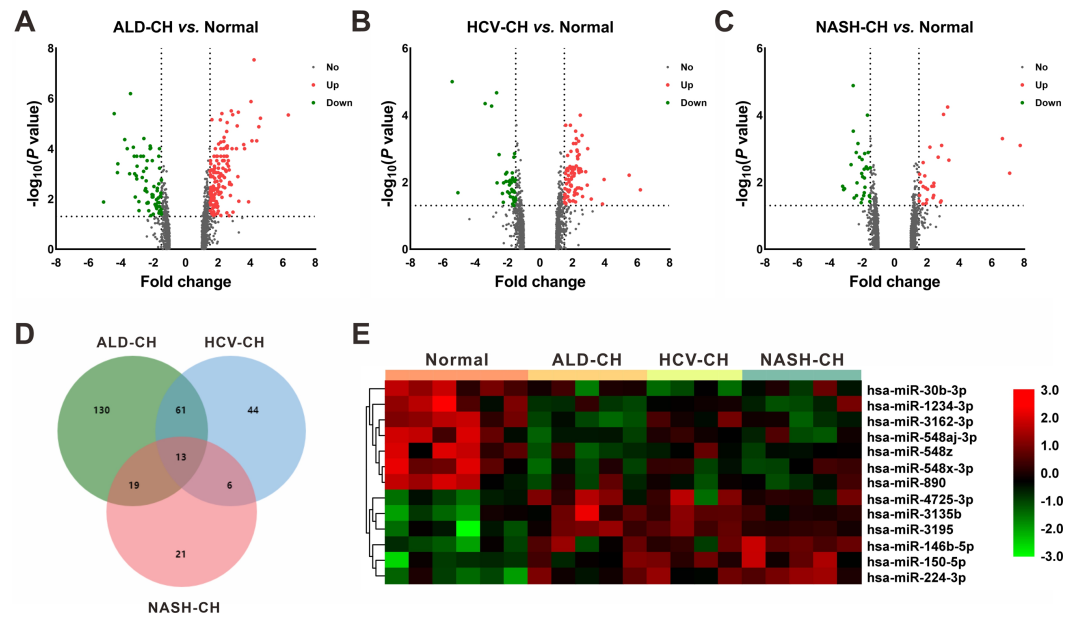 A
ALD-CH vs. Normal
-log10(P value)
8
6
4
2
0
-8 -6 -4 -2 0 2 4 6 8
Fold change
No
Up
Down
B
HCV-CH vs. Normal
-log10(P value)
6
4
2
0
-8 -6 -4 -2 0 2 4 6 8
Fold change
No
Up
Down
C
NASH-CH vs. Normal
-log10(P value)
6
4
2
0
-8 -6 -4 -2 0 2 4 6 8
Fold change
No
Up
Down
D
ALD-CH
HCV-CH
130
61
44
13
19
6
21
NASH-CH
E
Normal ALD-CH HCV-CH NASH-CH
hsa-miR-30b-3p
hsa-miR-1234-3p
hsa-miR-3162-3p
hsa-miR-548aj-3p
hsa-miR-548z
hsa-miR-548x-3p
hsa-miR-890
hsa-miR-4725-3p
hsa-miR-3135b
hsa-miR-3195
hsa-miR-146b-5p
hsa-miR-150-5p
hsa-miR-224-3p
3.0
2.0
1.0
0.0
-1.0
-2.0
-3.0